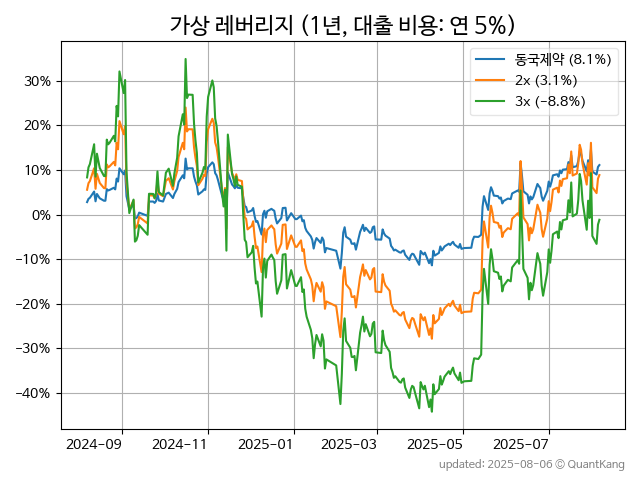 가상 레버리지 (1년, 대출 비용: 연 5%)
동국제약 (8.1%)
2x (3.1%)
3x (−8.8%)
30%
20%
10%
0%
−10%
−20%
−30%
−40%
2024-09
2024-11
2025-01
2025-03
2025-05
2025-07
updated: 2025-08-06 © QuantKang